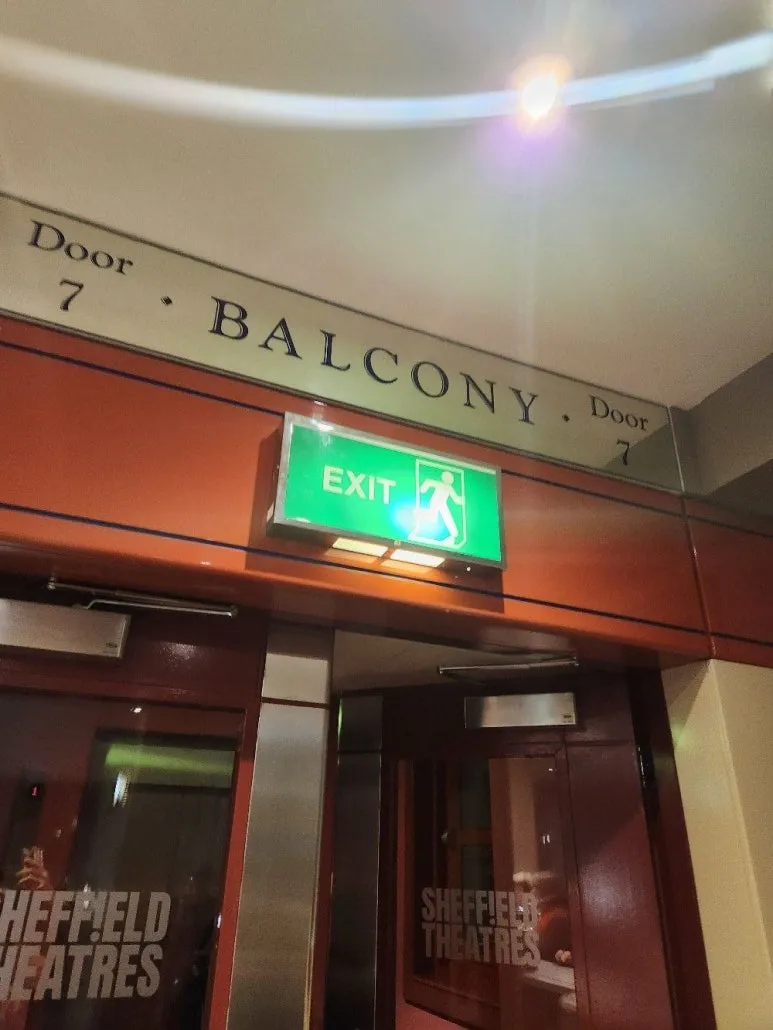 Door 7 · BALCONY · Door 7
EXIT
SHEFF!ELD
THEATRES
SHEFF!ELD
THEATRES